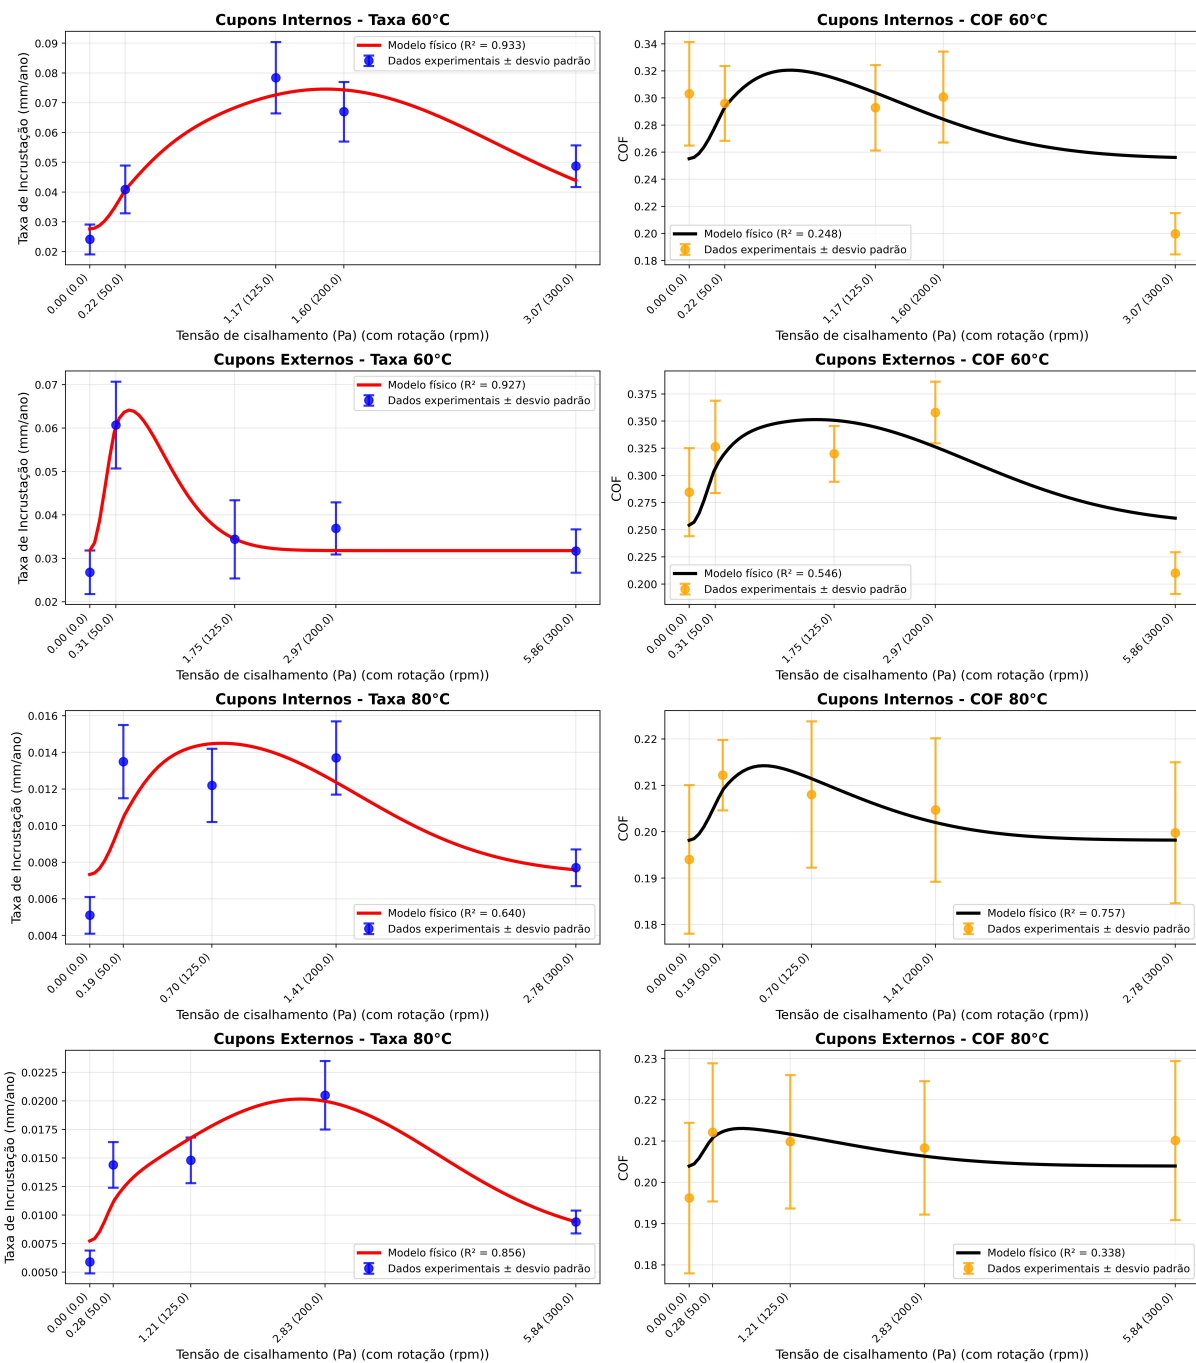 Cupons Internos - Taxa 60°C
Taxa de Incrustação (mm/ano)
0.09
0.08
0.07
0.06
0.05
0.04
0.03
0.02
Modelo físico (R² = 0.933)
Dados experimentais ± desvio padrão
0.00 (0.0)
0.22 (50.0)
1.17 (125.0)
1.60 (200.0)
3.07 (300.0)
Tensão de cisalhamento (Pa) (com rotação (rpm))
Cupons Internos - COF 60°C
COF
0.34
0.32
0.30
0.28
0.26
0.24
0.22
0.20
0.18
Modelo físico (R² = 0.248)
Dados experimentais ± desvio padrão
0.00 (0.0)
0.22 (50.0)
1.17 (125.0)
1.60 (200.0)
3.07 (300.0)
Tensão de cisalhamento (Pa) (com rotação (rpm))
Cupons Externos - Taxa 60°C
Taxa de Incrustação (mm/ano)
0.07
0.06
0.05
0.04
0.03
0.02
Modelo físico (R² = 0.927)
Dados experimentais ± desvio padrão
0.00 (0.0)
0.31 (50.0)
1.75 (125.0)
2.97 (200.0)
5.86 (300.0)
Tensão de cisalhamento (Pa) (com rotação (rpm))
Cupons Externos - COF 60°C
COF
0.375
0.350
0.325
0.300
0.275
0.250
0.225
0.200
Modelo físico (R² = 0.546)
Dados experimentais ± desvio padrão
0.00 (0.0)
0.31 (50.0)
1.75 (125.0)
2.97 (200.0)
5.86 (300.0)
Tensão de cisalhamento (Pa) (com rotação (rpm))
Cupons Internos - Taxa 80°C
Taxa de Incrustação (mm/ano)
0.016
0.014
0.012
0.010
0.008
0.006
0.004
Modelo físico (R² = 0.640)
Dados experimentais ± desvio padrão
0.00 (0.0)
0.19 (50.0)
0.70 (125.0)
1.41 (200.0)
2.78 (300.0)
Tensão de cisalhamento (Pa) (com rotação (rpm))
Cupons Internos - COF 80°C
COF
0.22
0.21
0.20
0.19
0.18
Modelo físico (R² = 0.757)
Dados experimentais ± desvio padrão
0.00 (0.0)
0.19 (50.0)
0.70 (125.0)
1.41 (200.0)
2.78 (300.0)
Tensão de cisalhamento (Pa) (com rotação (rpm))
Cupons Externos - Taxa 80°C
Taxa de Incrustação (mm/ano)
0.0225
0.0200
0.0175
0.0150
0.0125
0.0100
0.0075
0.0050
Modelo físico (R² = 0.856)
Dados experimentais ± desvio padrão
0.00 (0.0)
0.28 (50.0)
1.21 (125.0)
2.83 (200.0)
5.84 (300.0)
Tensão de cisalhamento (Pa) (com rotação (rpm))
Cupons Externos - COF 80°C
COF
0.23
0.22
0.21
0.20
0.19
0.18
Modelo físico (R² = 0.338)
Dados experimentais ± desvio padrão
0.00 (0.0)
0.28 (50.0)
1.21 (125.0)
2.83 (200.0)
5.84 (300.0)
Tensão de cisalhamento (Pa) (com rotação (rpm))